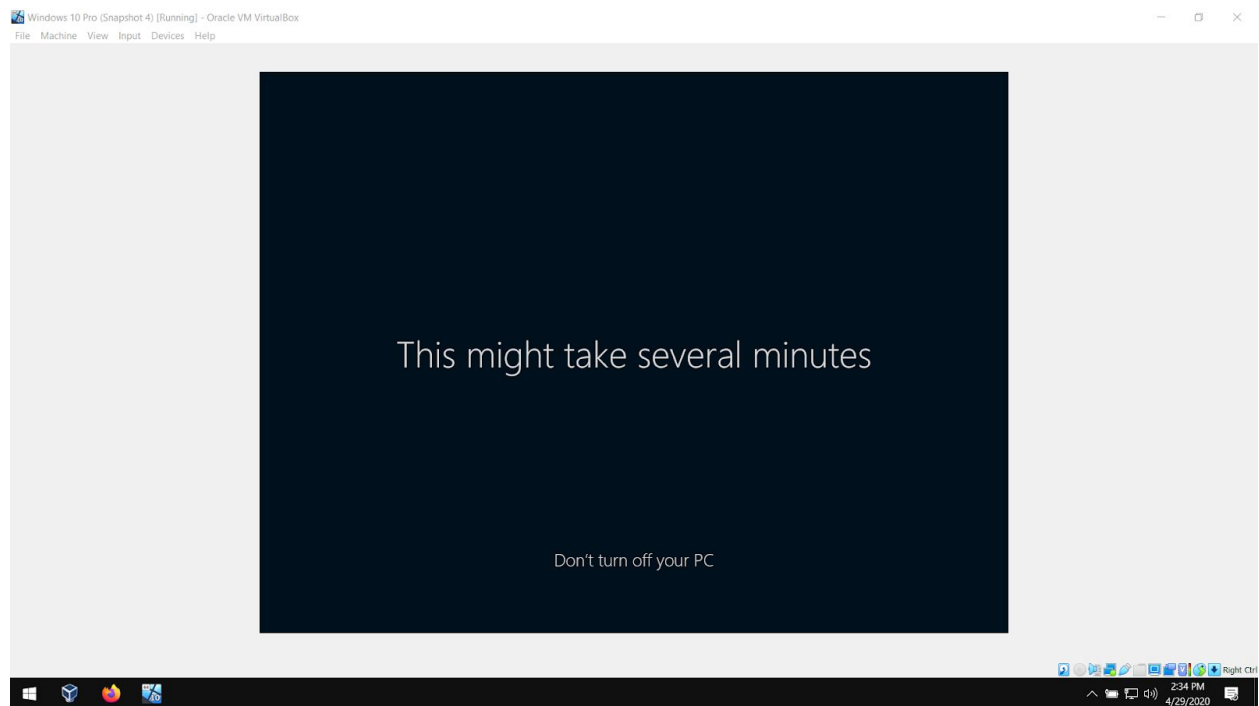 Windows 10 Pro (Snapshot 4) [Running] - Oracle VM VirtualBox
File Machine View Input Devices Help
This might take several minutes
Don't turn off your PC
Right Ctrl
2:34 PM
4/29/2020